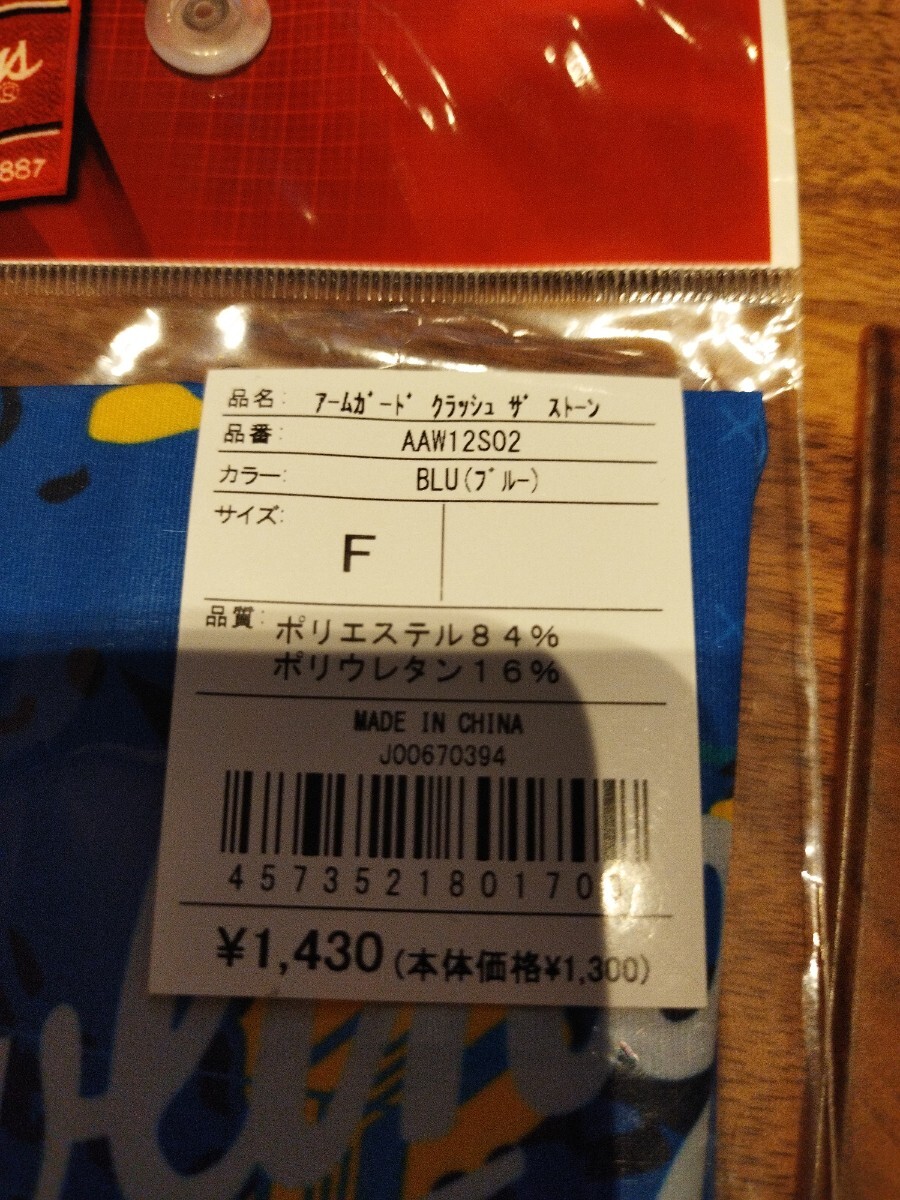 887
品名: ｱｰﾑｶﾞｰﾄﾞ ｸﾗｯｼｭ ｻﾞ ｽﾄｰﾝ
品番: AAW12S02
カラー: BLU(ﾌﾞﾙｰ)
サイズ:
F
品質: ポリエステル８４％
ポリウレタン１６％
MADE IN CHINA
J00670394
457352180170
¥1,430 (本体価格¥1,300)